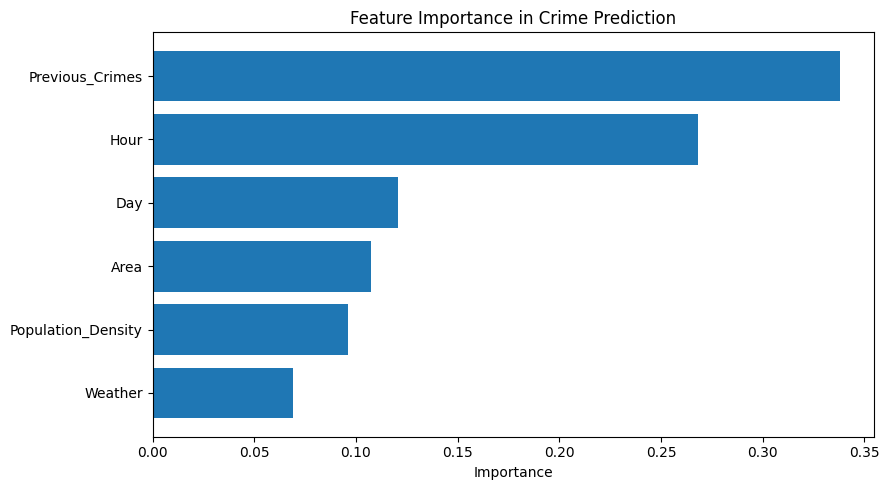 Feature Importance in Crime Prediction
Previous_Crimes
Hour
Day
Area
Population_Density
Weather
0.00 0.05 0.10 0.15 0.20 0.25 0.30 0.35
Importance